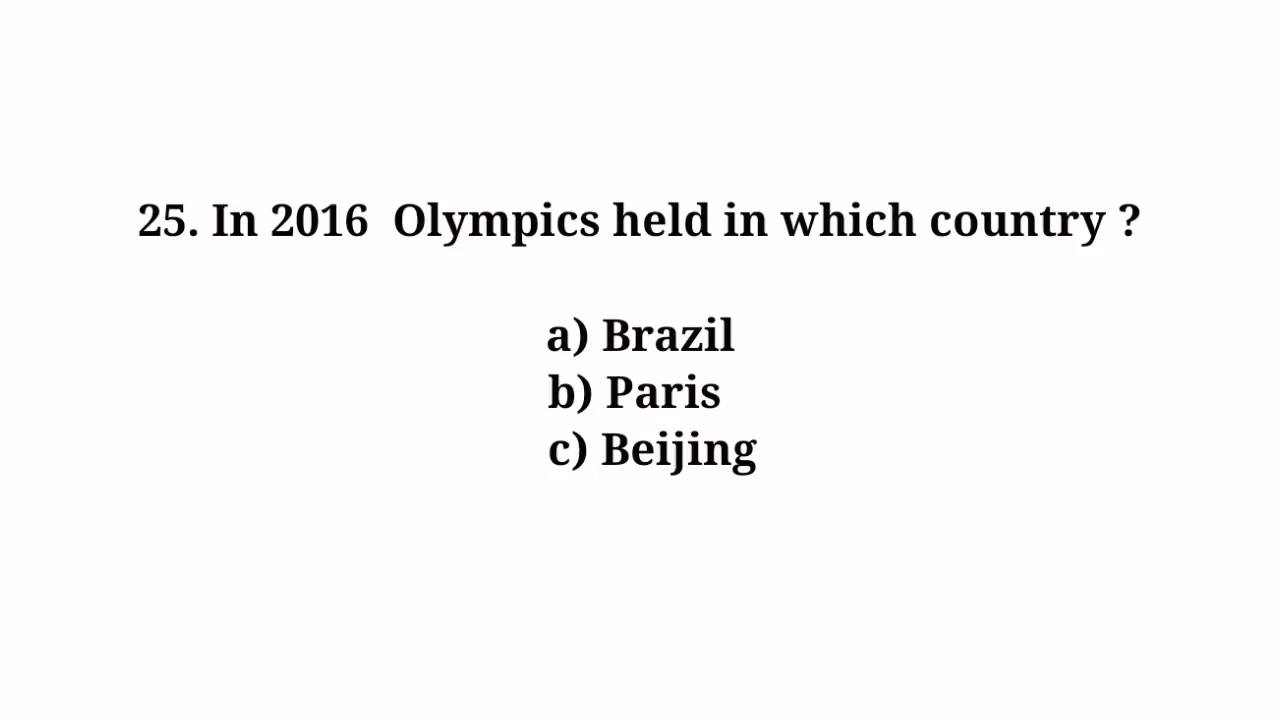 25. In 2016  Olympics held in which country ?
a) Brazil
b) Paris
c) Beijing